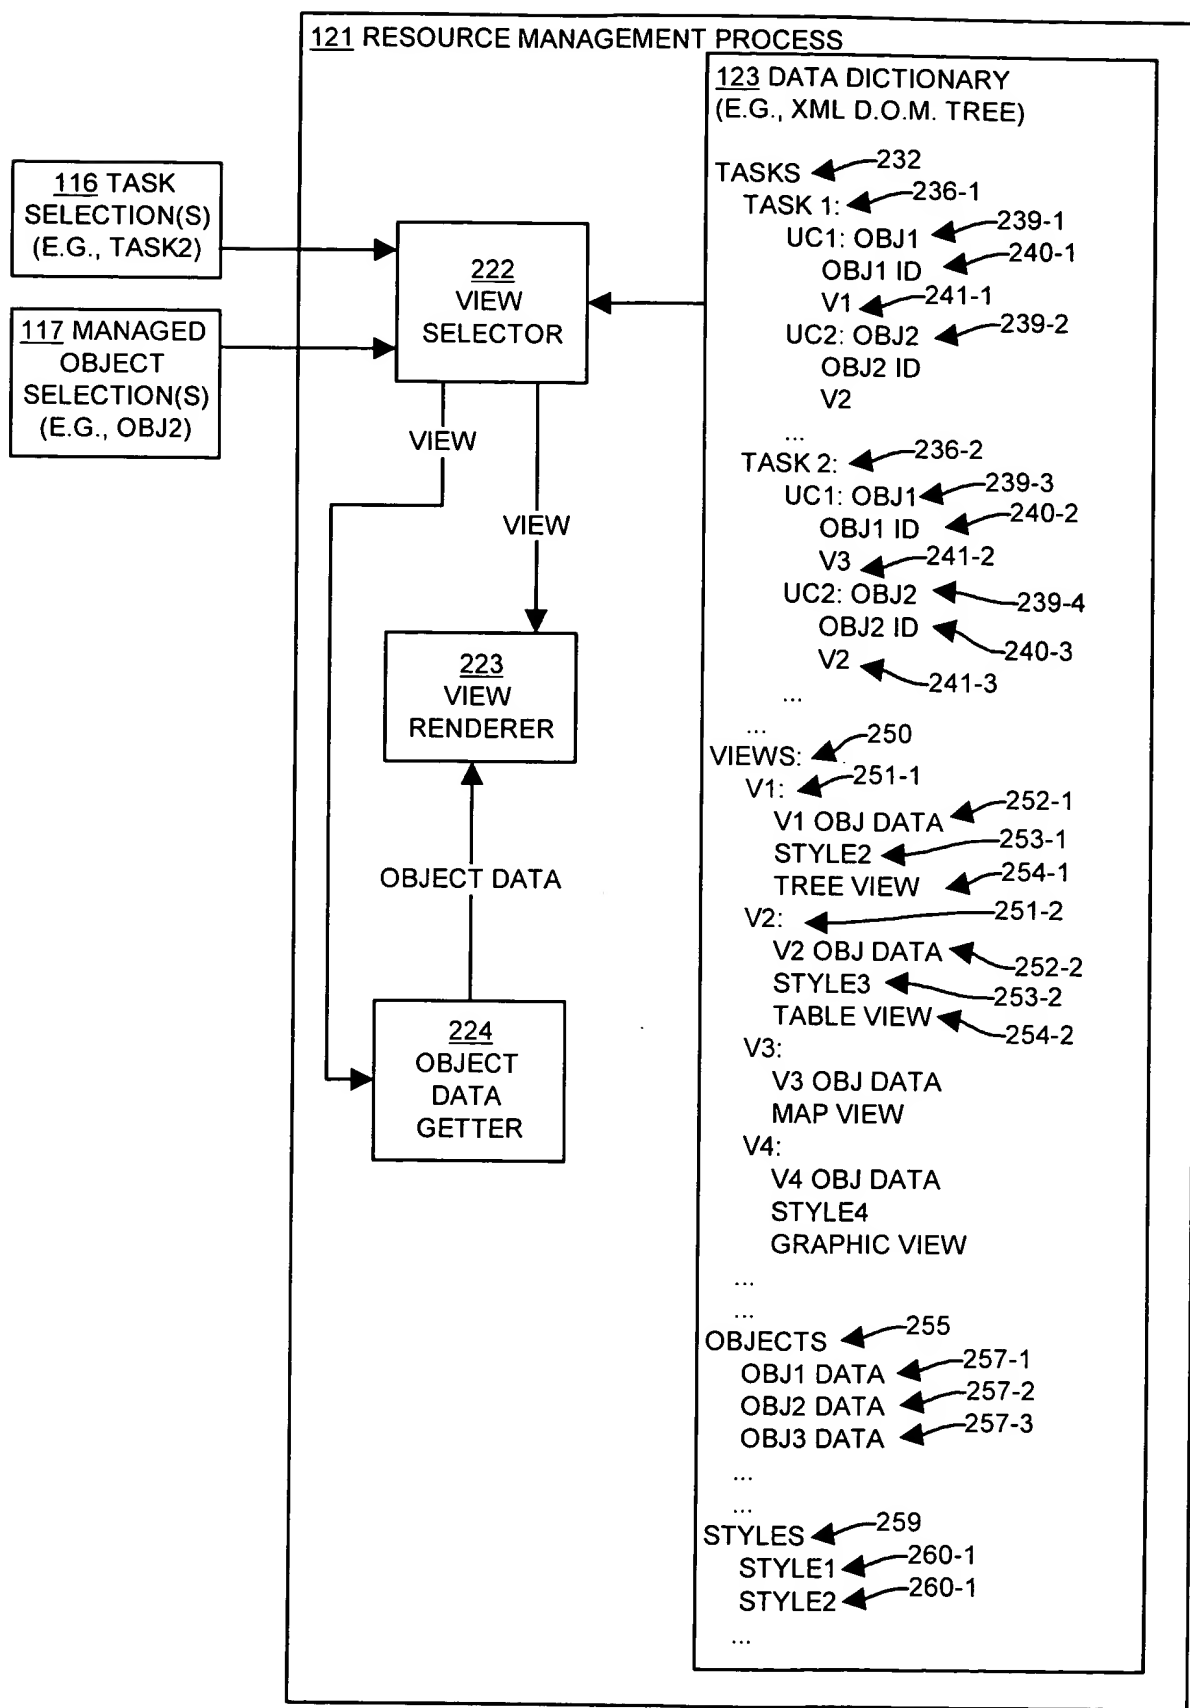 121 RESOURCE MANAGEMENT PROCESS
123 DATA DICTIONARY
(E.G., XML D.O.M. TREE)
116 TASK
SELECTION(S)
(E.G., TASK2)
117 MANAGED
OBJECT
SELECTION(S)
(E.G., OBJ2)
222
VIEW
SELECTOR
VIEW
VIEW
223
VIEW
RENDERER
OBJECT DATA
224
OBJECT
DATA
GETTER
TASKS 232
TASK 1: 236-1
UC1: OBJ1 239-1
OBJ1 ID 240-1
V1 241-1
UC2: OBJ2 239-2
OBJ2 ID
V2
...
TASK 2: 236-2
UC1: OBJ1 239-3
OBJ1 ID 240-2
V3 241-2
UC2: OBJ2 239-4
OBJ2 ID 240-3
V2 241-3
...
...
VIEWS: 250
V1: 251-1
V1 OBJ DATA 252-1
STYLE2 253-1
TREE VIEW 254-1
V2: 251-2
V2 OBJ DATA 252-2
STYLE3 253-2
TABLE VIEW 254-2
V3:
V3 OBJ DATA
MAP VIEW
V4:
V4 OBJ DATA
STYLE4
GRAPHIC VIEW
...
...
OBJECTS 255
OBJ1 DATA 257-1
OBJ2 DATA 257-2
OBJ3 DATA 257-3
...
...
STYLES 259
STYLE1 260-1
STYLE2 260-1
...